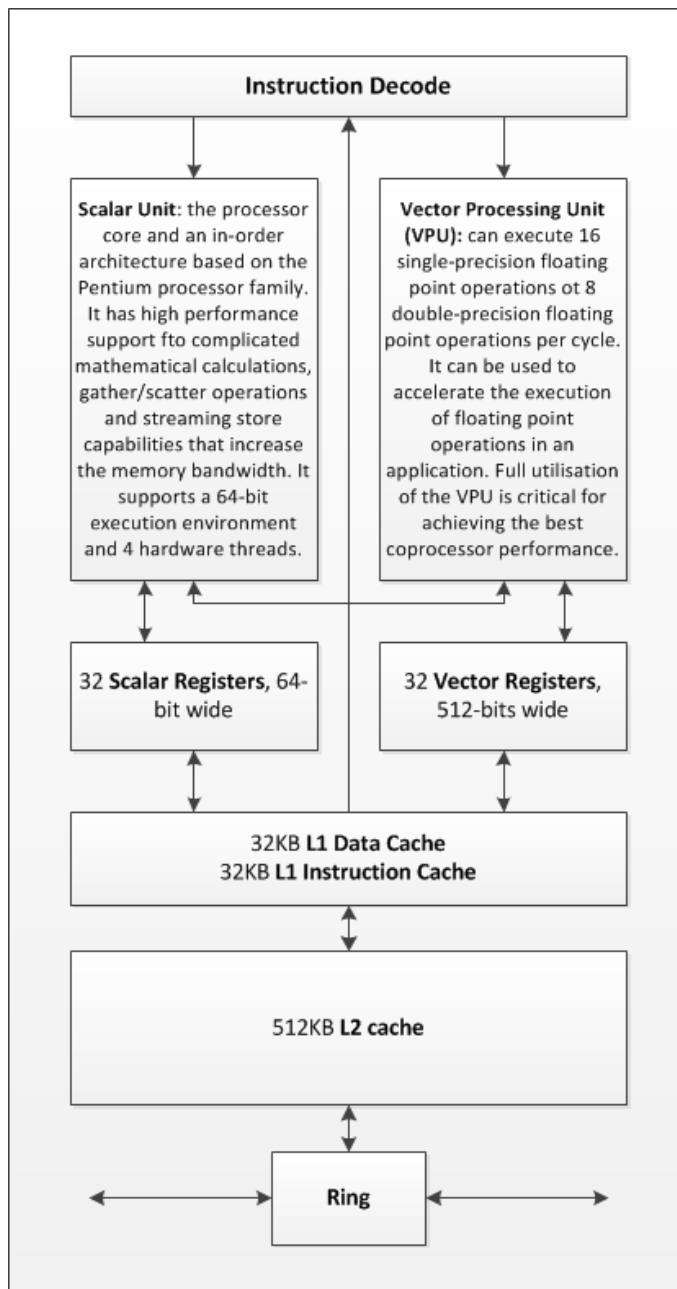 Instruction Decode
Scalar Unit: the processor
core and an in-order
architecture based on the
Pentium processor family.
It has high performance
support fto complicated
mathematical calculations,
gather/scatter operations
and streaming store
capabilities that increase
the memory bandwidth. It
supports a 64-bit
execution environment
and 4 hardware threads.
Vector Processing Unit
(VPU): can execute 16
single-precision floating
point operations ot 8
double-precision floating
point operations per cycle.
It can be used to
accelerate the execution
of floating point
operations in an
application. Full utilisation
of the VPU is critical for
achieving the best
coprocessor performance.
32 Scalar Registers, 64-
bit wide
32 Vector Registers,
512-bits wide
32KB L1 Data Cache
32KB L1 Instruction Cache
512KB L2 cache
Ring